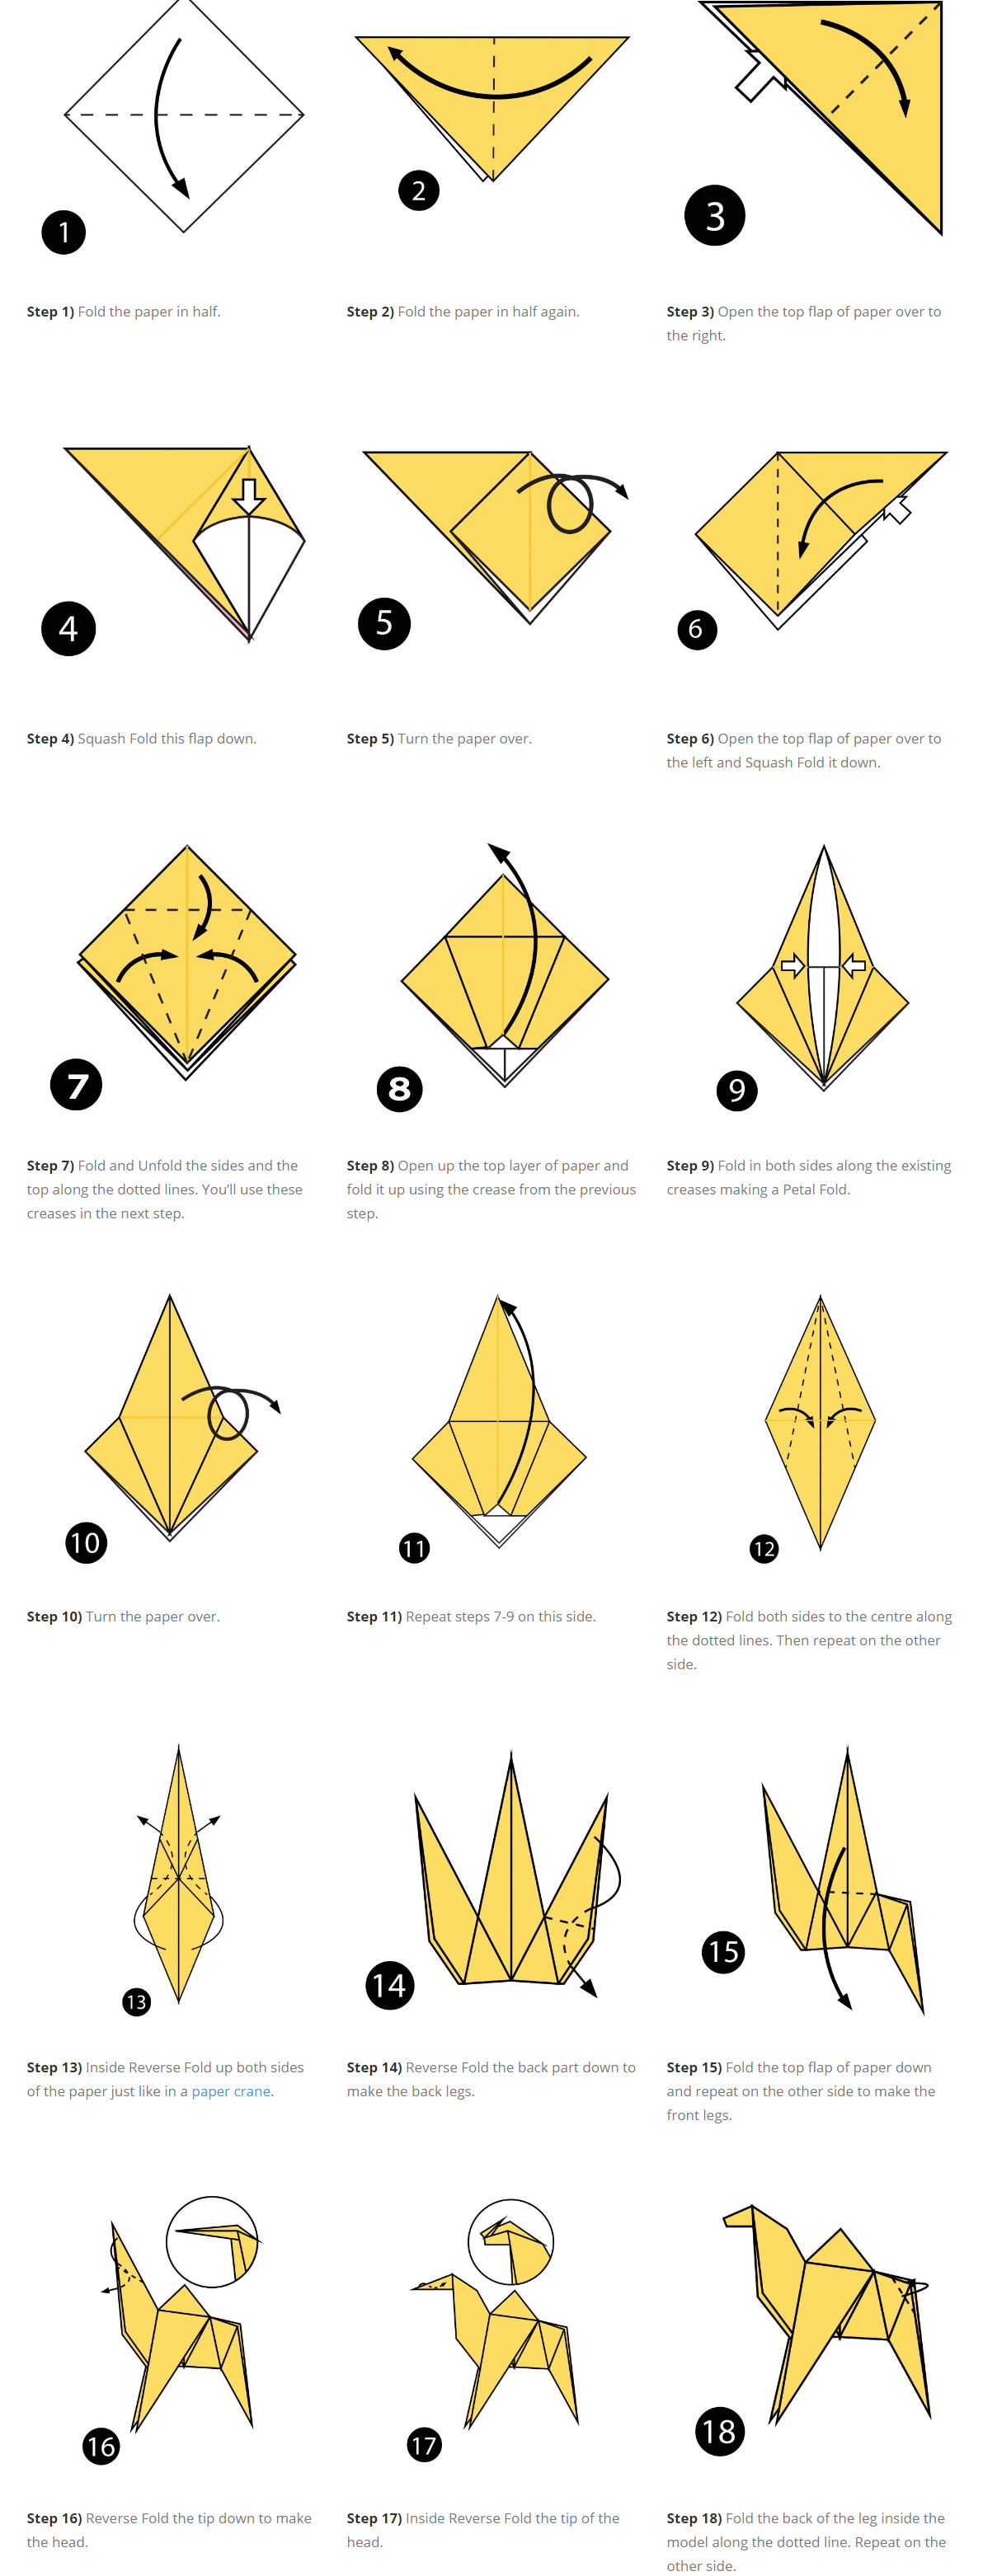 1
2
3
Step 1) Fold the paper in half.
Step 2) Fold the paper in half again.
Step 3) Open the top flap of paper over to
the right.
4
5
6
Step 4) Squash Fold this flap down.
Step 5) Turn the paper over.
Step 6) Open the top flap of paper over to
the left and Squash Fold it down.
7
8
9
Step 7) Fold and Unfold the sides and the
top along the dotted lines. You’ll use these
creases in the next step.
Step 8) Open up the top layer of paper and
fold it up using the crease from the previous
step.
Step 9) Fold in both sides along the existing
creases making a Petal Fold.
10
11
12
Step 10) Turn the paper over.
Step 11) Repeat steps 7-9 on this side.
Step 12) Fold both sides to the centre along
the dotted lines. Then repeat on the other
side.
13
14
15
Step 13) Inside Reverse Fold up both sides
of the paper just like in a paper crane.
Step 14) Reverse Fold the back part down to
make the back legs.
Step 15) Fold the top flap of paper down
and repeat on the other side to make the
front legs.
16
17
18
Step 16) Reverse Fold the tip down to make
the head.
Step 17) Inside Reverse Fold the tip of the
head.
Step 18) Fold the back of the leg inside the
model along the dotted line. Repeat on the
other side.